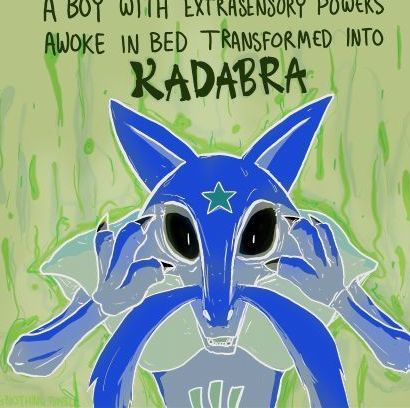 A BOY WITH EXTRASENSORY POWERS
AWOKE IN BED TRANSFORMED INTO
KADABRA